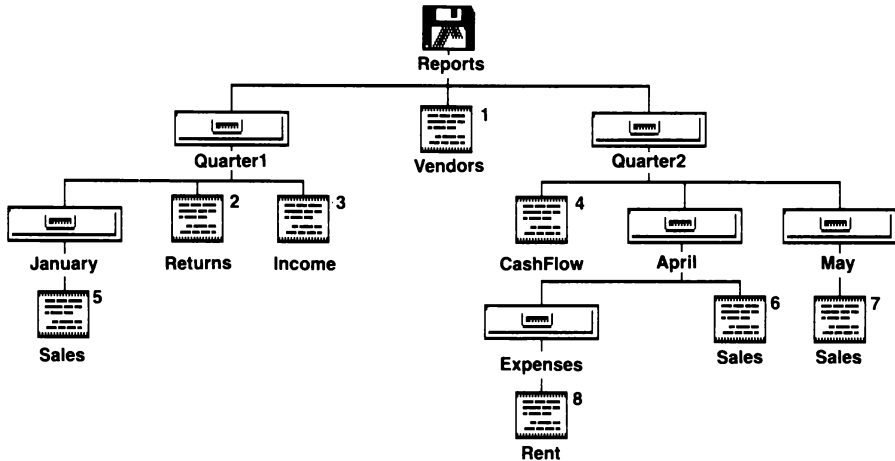 Reports
1
Vendors
Quarter1
Quarter2
2
3
4
January
Returns
Income
CashFlow
April
May
5
6
7
Sales
Expenses
Sales
Sales
8
Rent